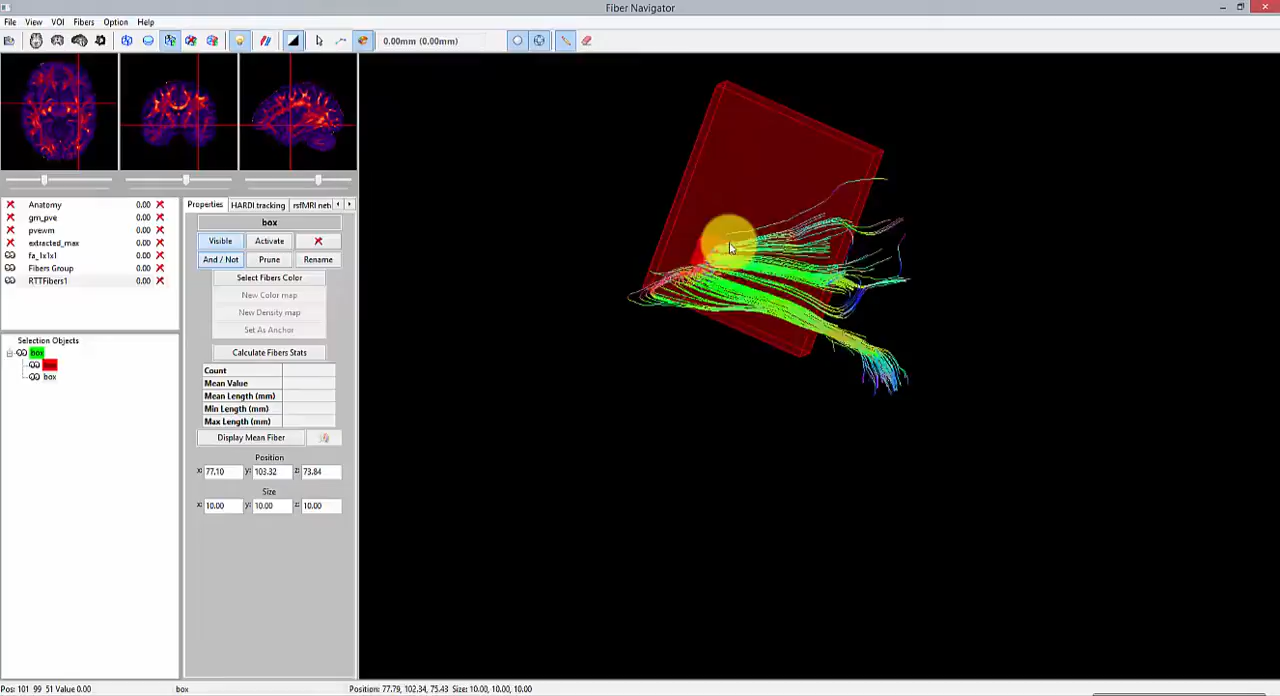 Fiber Navigator
File View VOI Fibers Option Help
0.00mm (0.00mm)
Anatomy 0.00
gm_pve 0.00
pvewm 0.00
extracted_max 0.00
fa_1x1x1 0.00
Fibers Group 0.00
RTTFibers1 0.00
Selection Objects
box
box
Properties HARDI tracking rsfMRI netv
box
Visible Activate
And / Not Prune Rename
Select Fibers Color
New Color map
New Density map
Set As Anchor
Calculate Fibers Stats
Count
Mean Value
Mean Length (mm)
Min Length (mm)
Max Length (mm)
Display Mean Fiber
Position
x: 77.10 y: 103.32 z: 73.84
Size
x: 10.00 y: 10.00 z: 10.00
Pos: 101 99 51 Value 0.00 box Position: 77.79, 102.34, 75.43 Size: 10.00, 10.00, 10.00